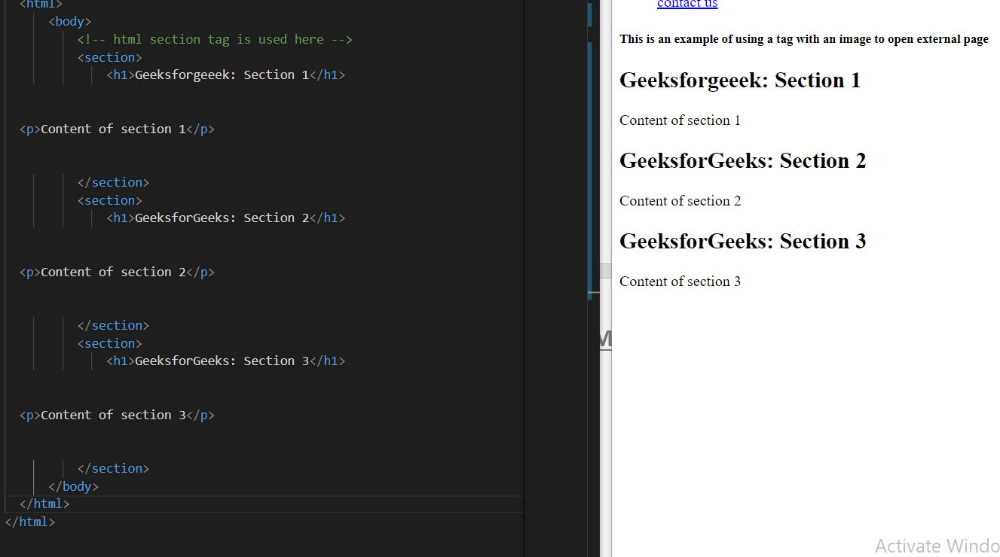 <html>
<body>
<!-- html section tag is used here -->
<section>
<h1>Geeksforgeeek: Section 1</h1>
<p>Content of section 1</p>
</section>
<section>
<h1>GeeksforGeeks: Section 2</h1>
<p>Content of section 2</p>
</section>
<section>
<h1>GeeksforGeeks: Section 3</h1>
<p>Content of section 3</p>
</section>
</body>
</html>
</html>
M
contact us
This is an example of using a tag with an image to open external page
Geeksforgeeek: Section 1
Content of section 1
GeeksforGeeks: Section 2
Content of section 2
GeeksforGeeks: Section 3
Content of section 3
Activate Windo